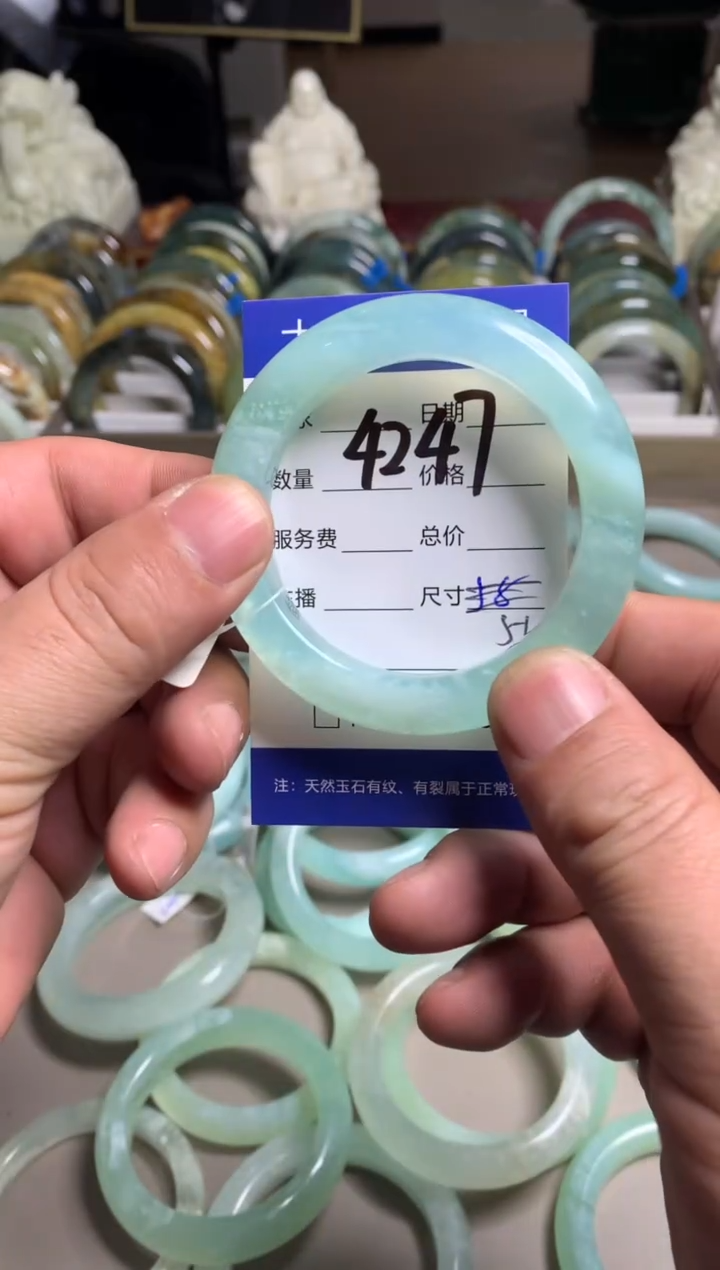 日期
4247
数量 价格
服务费 总价
播 尺寸
51
注：天然玉石有纹、有裂属于正常